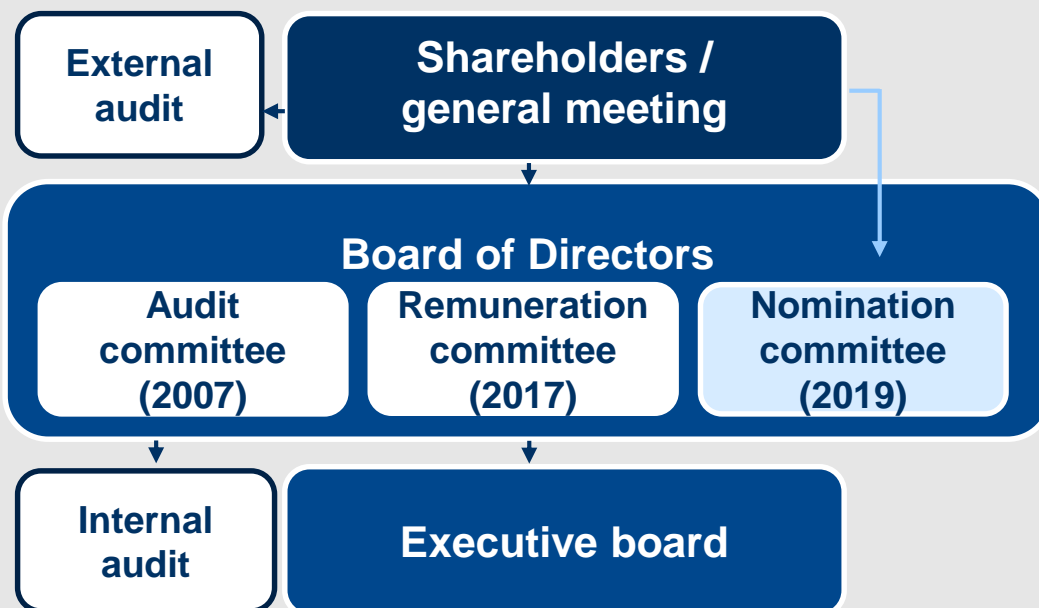 External
audit
Shareholders /
general meeting
Board of Directors
Audit
committee
(2007)
Remuneration
committee
(2017)
Nomination
committee
(2019)
Internal
audit
Executive board